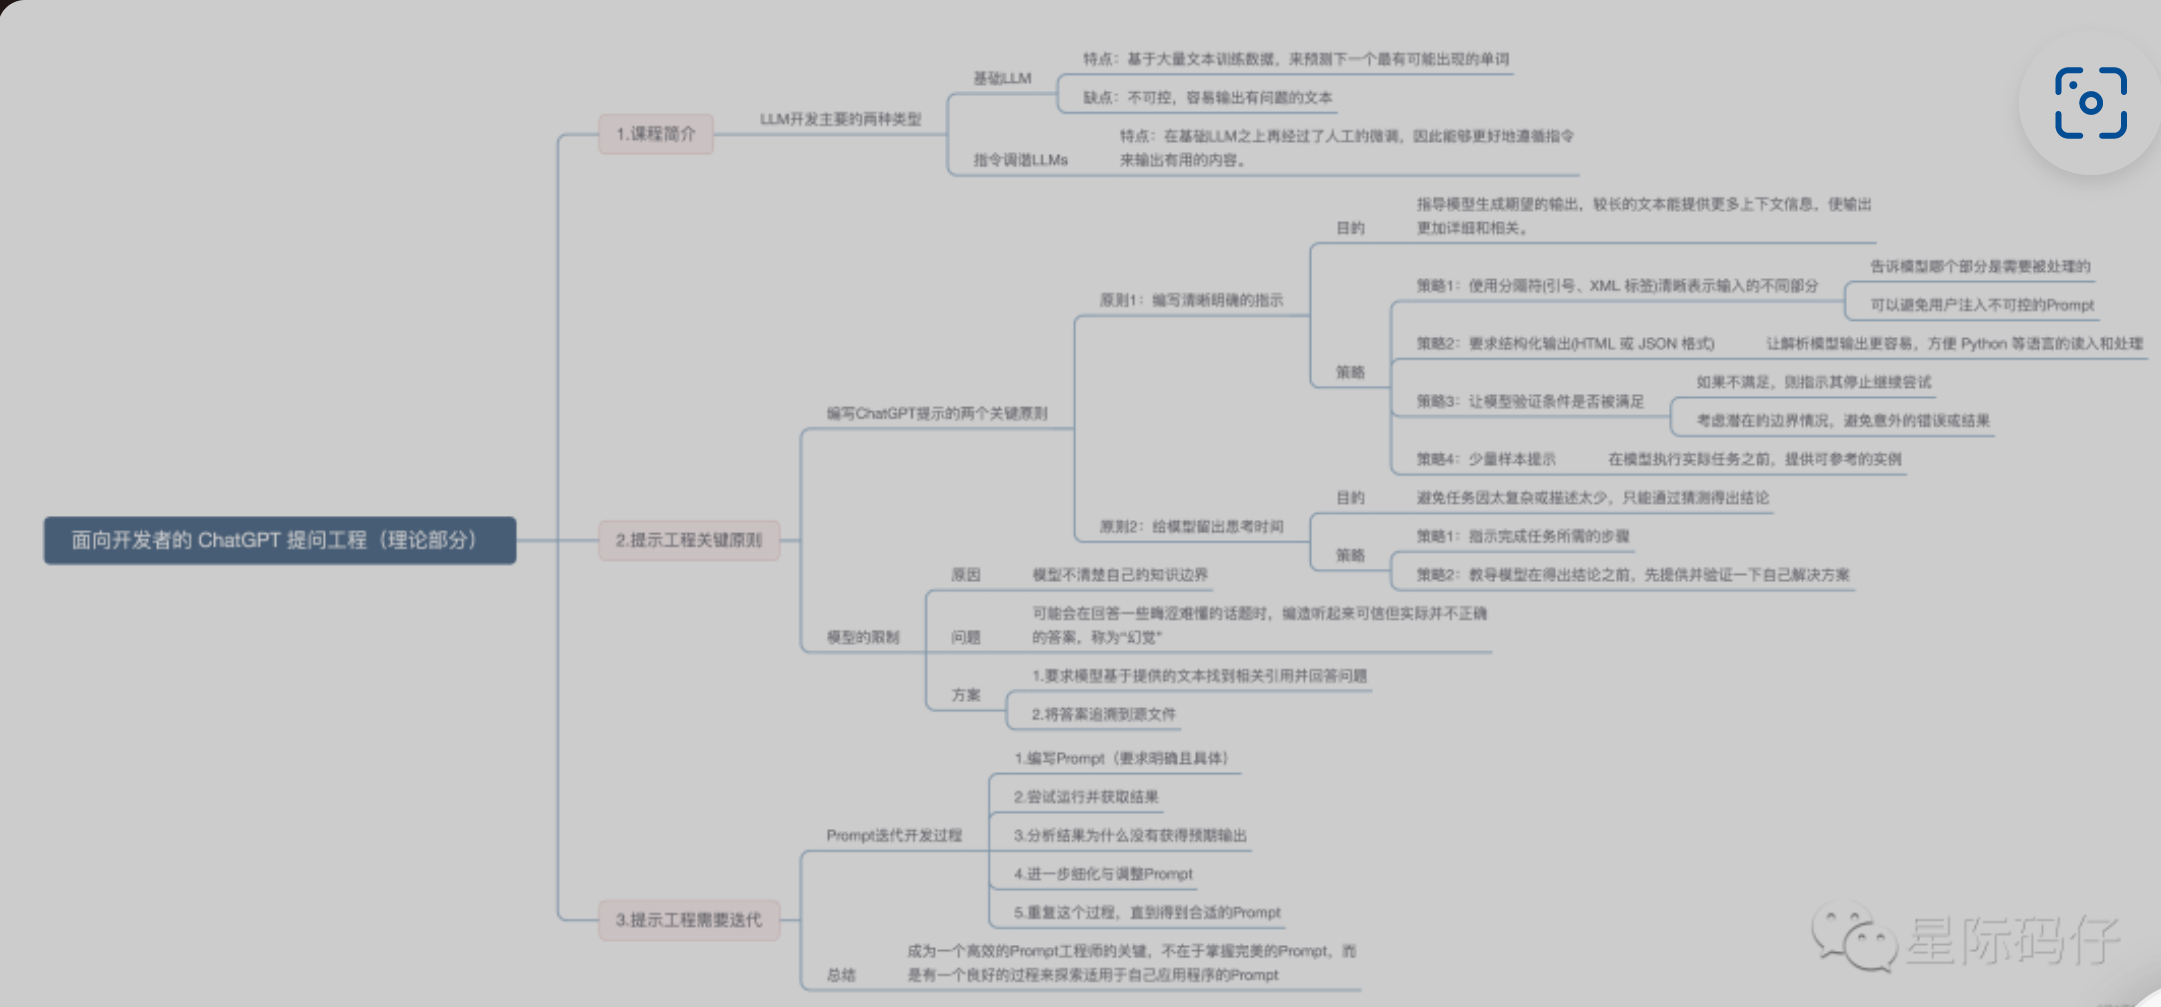 面向开发者的 ChatGPT 提问工程（理论部分）
1.课程简介
LLM开发主要的两种类型
基础LLM
特点：基于大量文本训练数据，来预测下一个最有可能出现的单词
缺点：不可控，容易输出有问题的文本
指令调谐LLMs
特点：在基础LLM之上再经过了人工的微调，因此能够更好地遵循指令
来输出有用的内容。
2.提示工程关键原则
编写ChatGPT提示的两个关键原则
原则1：编写清晰明确的指示
目的
指导模型生成期望的输出，较长的文本能提供更多上下文信息，使输出
更加详细和相关。
策略
策略1：使用分隔符(引号、XML 标签)清晰表示输入的不同部分
告诉模型哪个部分是需要被处理的
可以避免用户注入不可控的Prompt
策略2：要求结构化输出(HTML 或 JSON 格式)
让解析模型输出更容易，方便 Python 等语言的读入和处理
策略3：让模型验证条件是否被满足
如果不满足，则指示其停止继续尝试
考虑潜在的边界情况，避免意外的错误或结果
策略4：少量样本提示
在模型执行实际任务之前，提供可参考的实例
原则2：给模型留出思考时间
目的
避免任务因太复杂或描述太少，只能通过猜测得出结论
策略
策略1：指示完成任务所需的步骤
策略2：教导模型在得出结论之前，先提供并验证一下自己解决方案
模型的限制
原因
模型不清楚自己的知识边界
问题
可能会在回答一些晦涩难懂的话题时，编造听起来可信但实际并不正确
的答案，称为“幻觉”
方案
1.要求模型基于提供的文本找到相关引用并回答问题
2.将答案追溯到源文件
3.提示工程需要迭代
Prompt迭代开发过程
1.编写Prompt（要求明确且具体）
2.尝试运行并获取结果
3.分析结果为什么没有获得预期输出
4.进一步细化与调整Prompt
5.重复这个过程，直到得到合适的Prompt
总结
成为一个高效的Prompt工程师的关键，不在于掌握完美的Prompt，而
是有一个良好的过程来探索适用于自己应用程序的Prompt
星际码仔